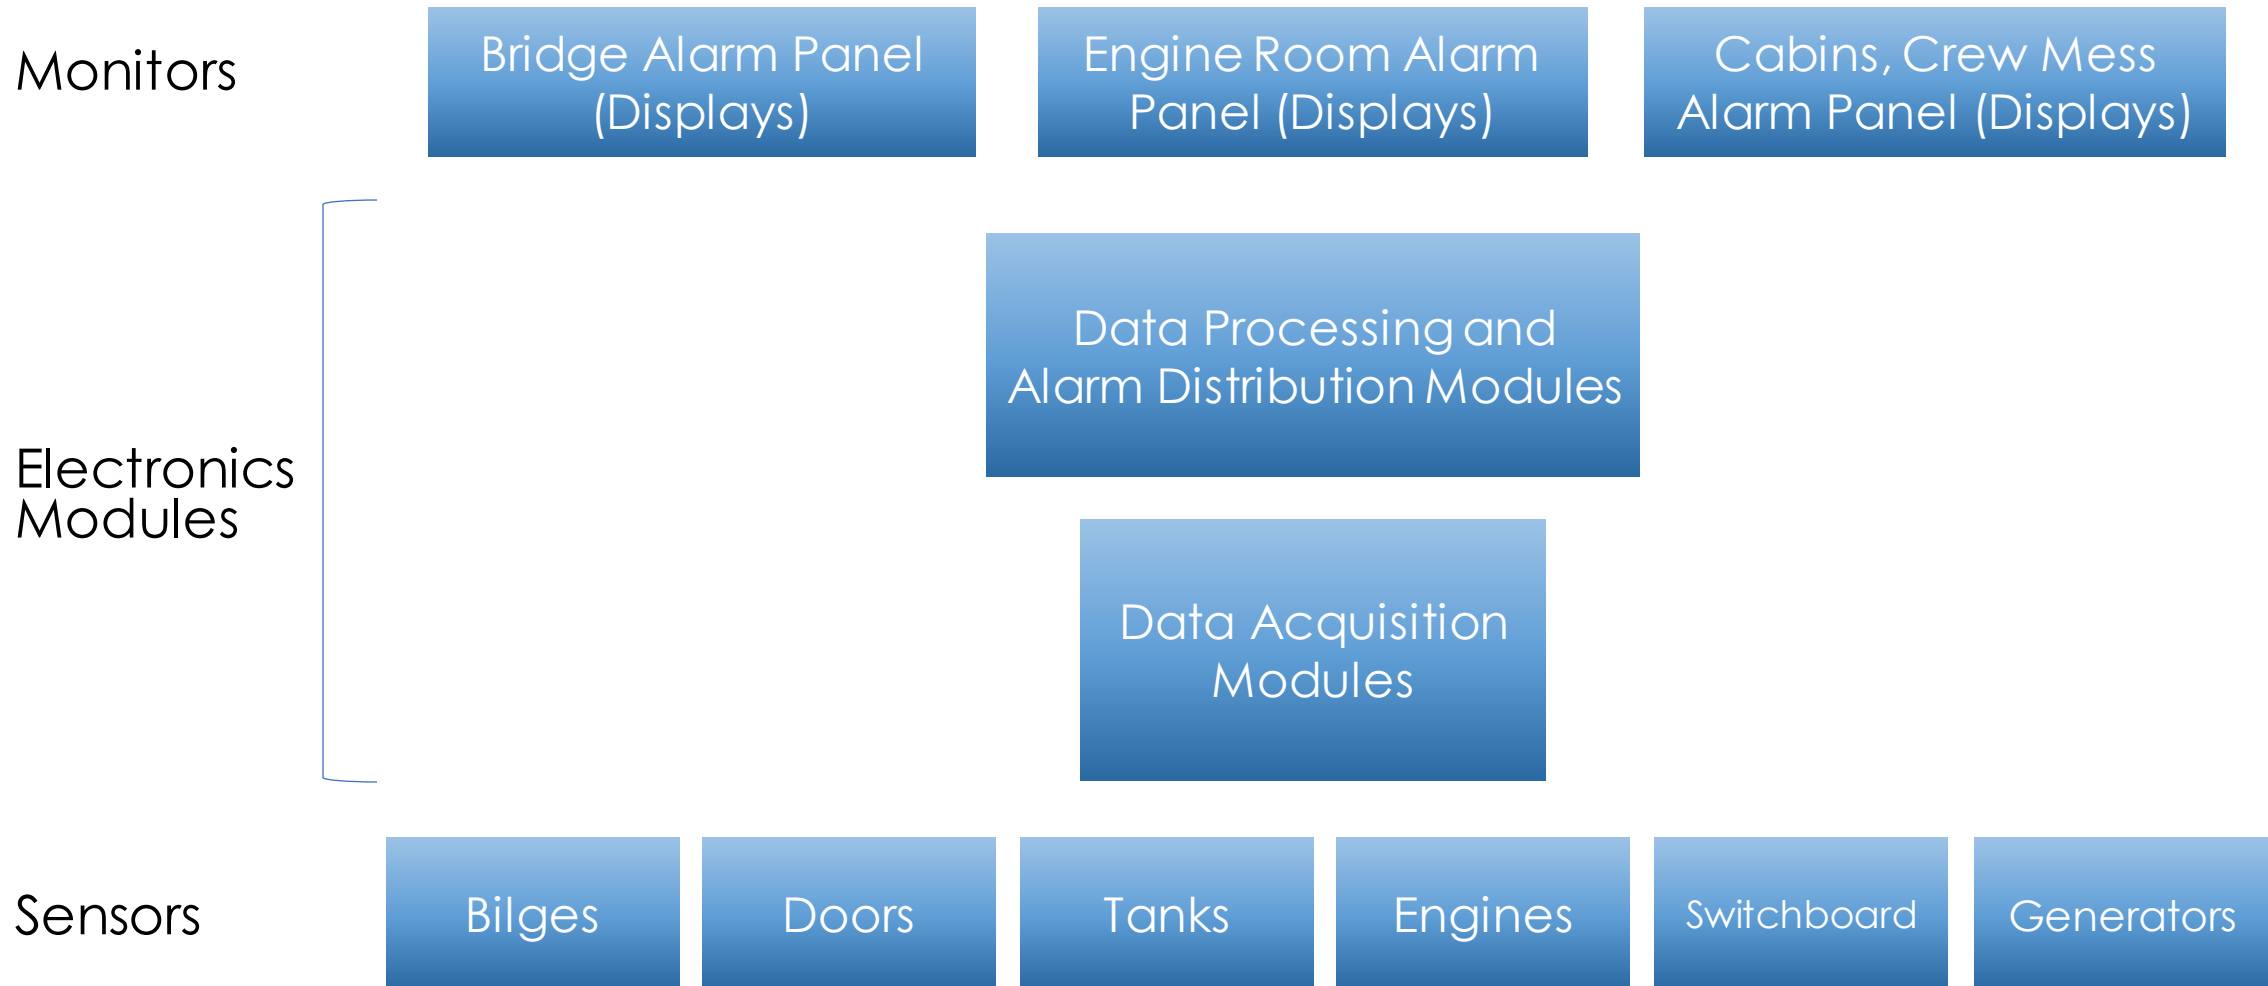 Monitors
Bridge Alarm Panel
(Displays)
Engine Room Alarm
Panel (Displays)
Cabins, Crew Mess
Alarm Panel (Displays)
Electronics
Modules
Data Processing and
Alarm Distribution Modules
Data Acquisition
Modules
Sensors
Bilges
Doors
Tanks
Engines
Switchboard
Generators